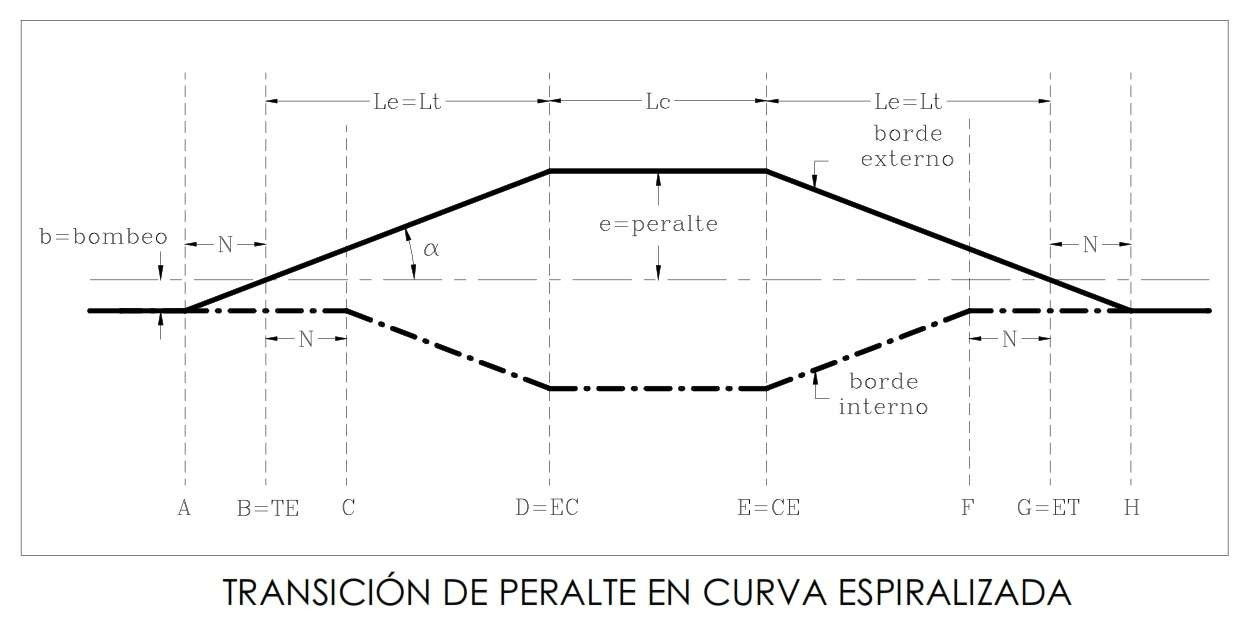 Le=Lt
Lc
Le=Lt
borde
externo
e=peralte
b=bombeo
N
α
N
N
N
borde
interno
A
B=TE
C
D=EC
E=CE
F
G=ET
H
TRANSICIÓN DE PERALTE EN CURVA ESPIRALIZADA